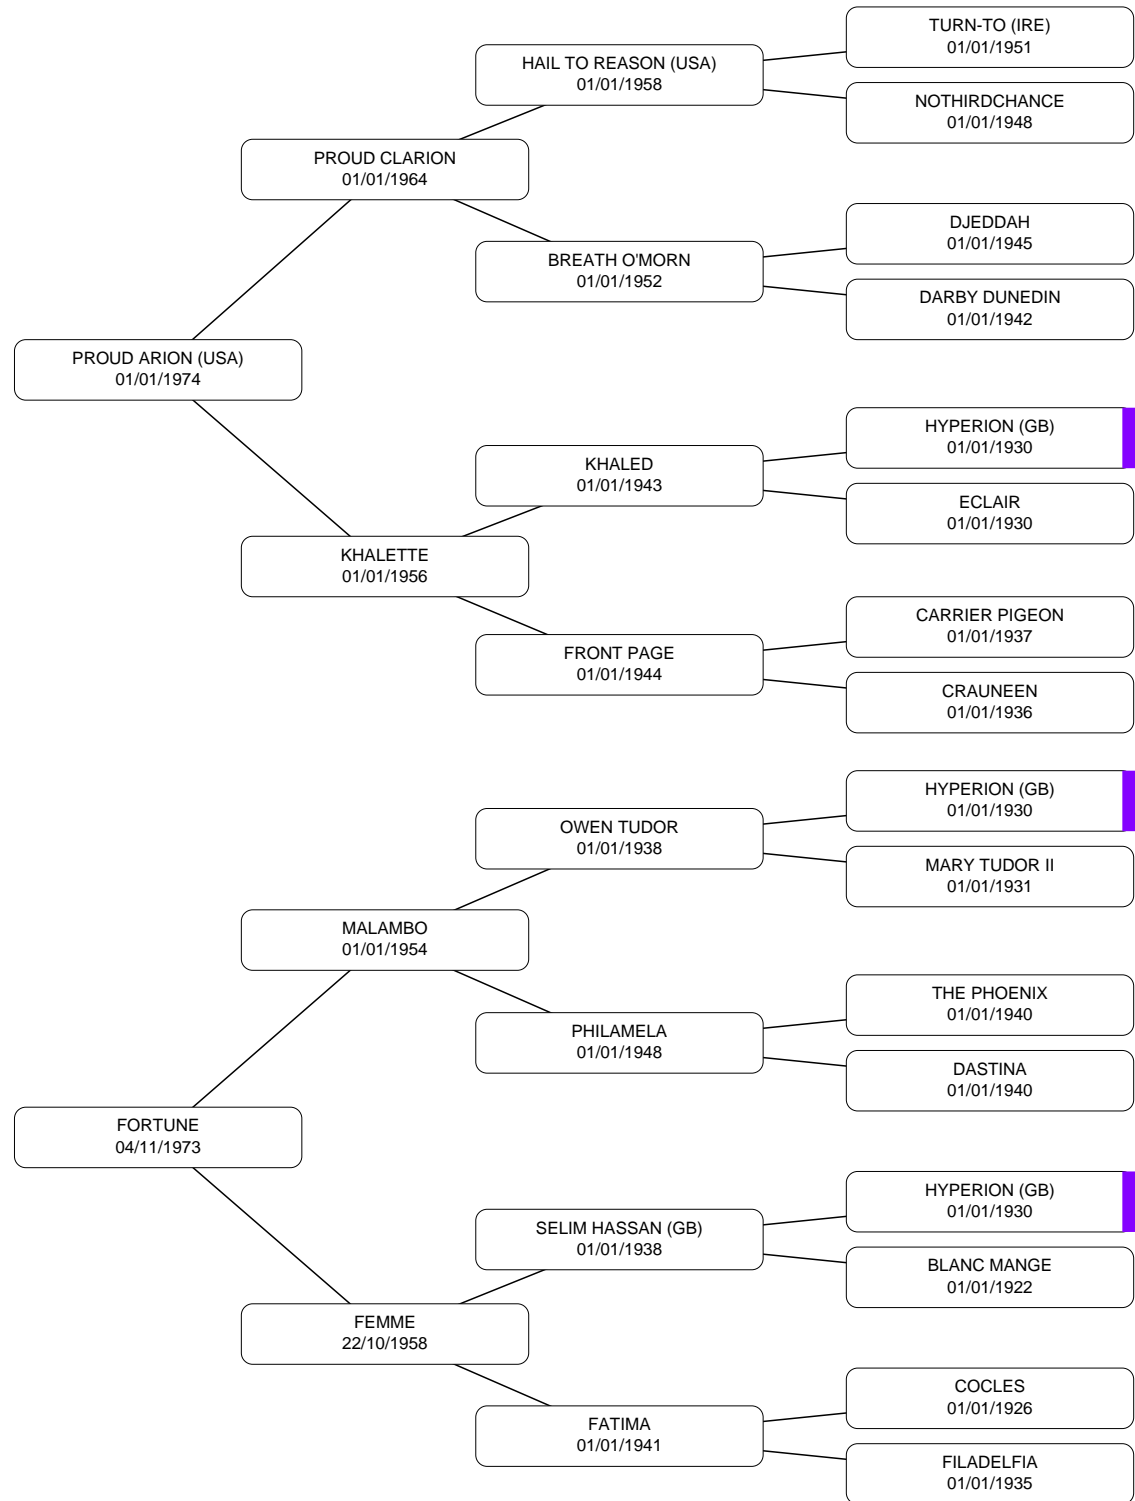 TURN-TO (IRE)
01/01/1951
HAIL TO REASON (USA)
01/01/1958
NOTHIRDCHANCE
01/01/1948
PROUD CLARION
01/01/1964
DJEDDAH
01/01/1945
BREATH O'MORN
01/01/1952
DARBY DUNEDIN
01/01/1942
PROUD ARION (USA)
01/01/1974
HYPERION (GB)
01/01/1930
KHALED
01/01/1943
ECLAIR
01/01/1930
KHALETTE
01/01/1956
CARRIER PIGEON
01/01/1937
FRONT PAGE
01/01/1944
CRAUNEEN
01/01/1936
HYPERION (GB)
01/01/1930
OWEN TUDOR
01/01/1938
MARY TUDOR II
01/01/1931
MALAMBO
01/01/1954
THE PHOENIX
01/01/1940
PHILAMELA
01/01/1948
DASTINA
01/01/1940
FORTUNE
04/11/1973
HYPERION (GB)
01/01/1930
SELIM HASSAN (GB)
01/01/1938
BLANC MANGE
01/01/1922
FEMME
22/10/1958
COCLES
01/01/1926
FATIMA
01/01/1941
FILADELFIA
01/01/1935